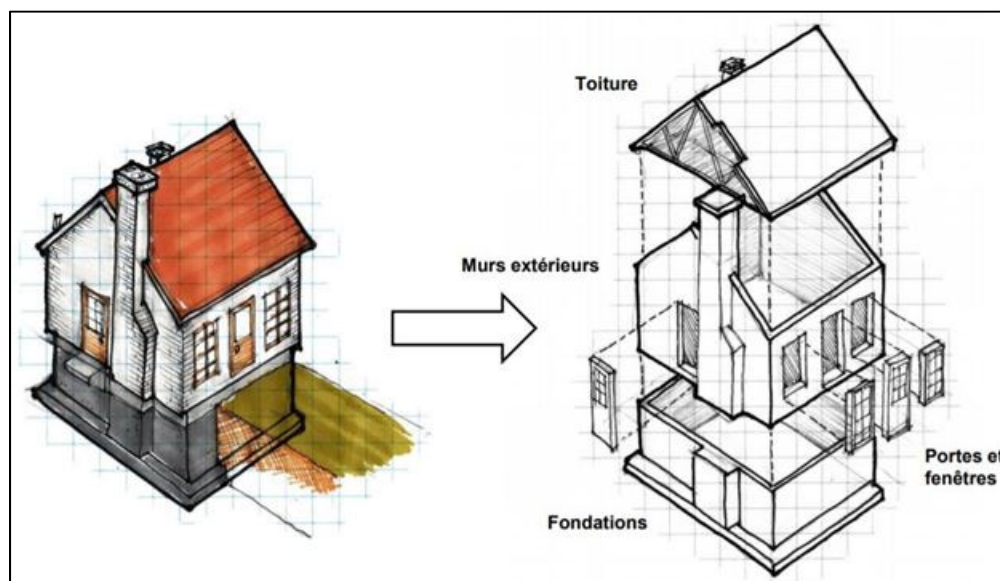 Toiture
Murs extérieurs
Portes et
fenêtres
Fondations